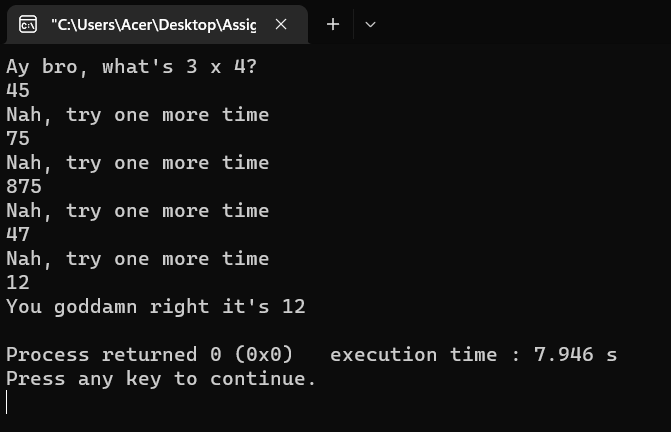 "C:\Users\Acer\Desktop\Assig
Ay bro, what's 3 x 4?
45
Nah, try one more time
75
Nah, try one more time
875
Nah, try one more time
47
Nah, try one more time
12
You goddamn right it's 12
Process returned 0 (0x0)   execution time : 7.946 s
Press any key to continue.